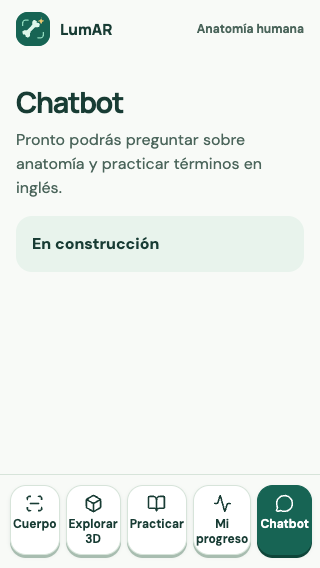 LumAR
Anatomía humana
Chatbot
Pronto podrás preguntar sobre
anatomía y practicar términos en
inglés.
En construcción
Cuerpo
Explorar
3D
Practicar
Mi
progreso
Chatbot